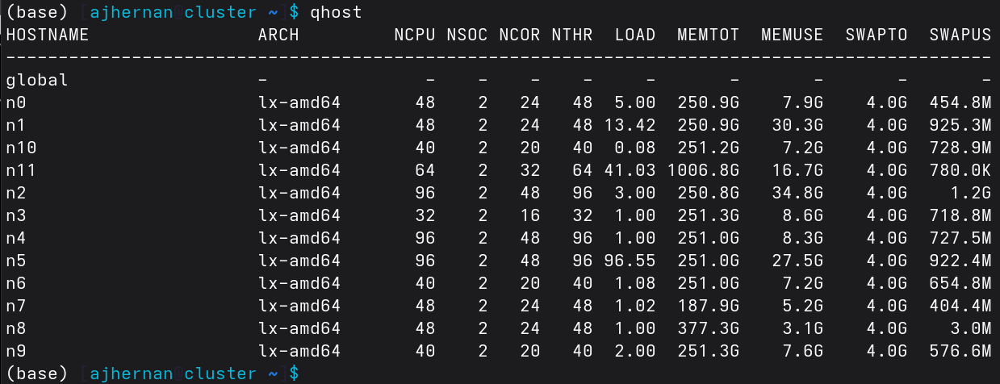 (base) [ajhernan@cluster ~]$ qhost
HOSTNAME                ARCH         NCPU NSOC NCOR NTHR  LOAD  MEMTOT  MEMUSE  SWAPTO  SWAPUS
----------------------------------------------------------------------------------------------
global                  -               -    -    -    -     -       -       -       -       -
n0                      lx-amd64       48    2   24   48  5.00  250.9G    7.9G    4.0G  454.8M
n1                      lx-amd64       48    2   24   48 13.42  250.9G   30.3G    4.0G  925.3M
n10                     lx-amd64       40    2   20   40  0.08  251.2G    7.2G    4.0G  728.9M
n11                     lx-amd64       64    2   32   64 41.03 1006.8G   16.7G    4.0G  780.0K
n2                      lx-amd64       96    2   48   96  3.00  250.8G   34.8G    4.0G    1.2G
n3                      lx-amd64       32    2   16   32  1.00  251.3G    8.6G    4.0G  718.8M
n4                      lx-amd64       96    2   48   96  1.00  251.0G    8.3G    4.0G  727.5M
n5                      lx-amd64       96    2   48   96 96.55  251.0G   27.5G    4.0G  922.4M
n6                      lx-amd64       40    2   20   40  1.08  251.0G    7.2G    4.0G  654.8M
n7                      lx-amd64       48    2   24   48  1.02  187.9G    5.2G    4.0G  404.4M
n8                      lx-amd64       48    2   24   48  1.00  377.3G    3.1G    4.0G    3.0M
n9                      lx-amd64       40    2   20   40  2.00  251.3G    7.6G    4.0G  576.6M
(base) [ajhernan@cluster ~]$